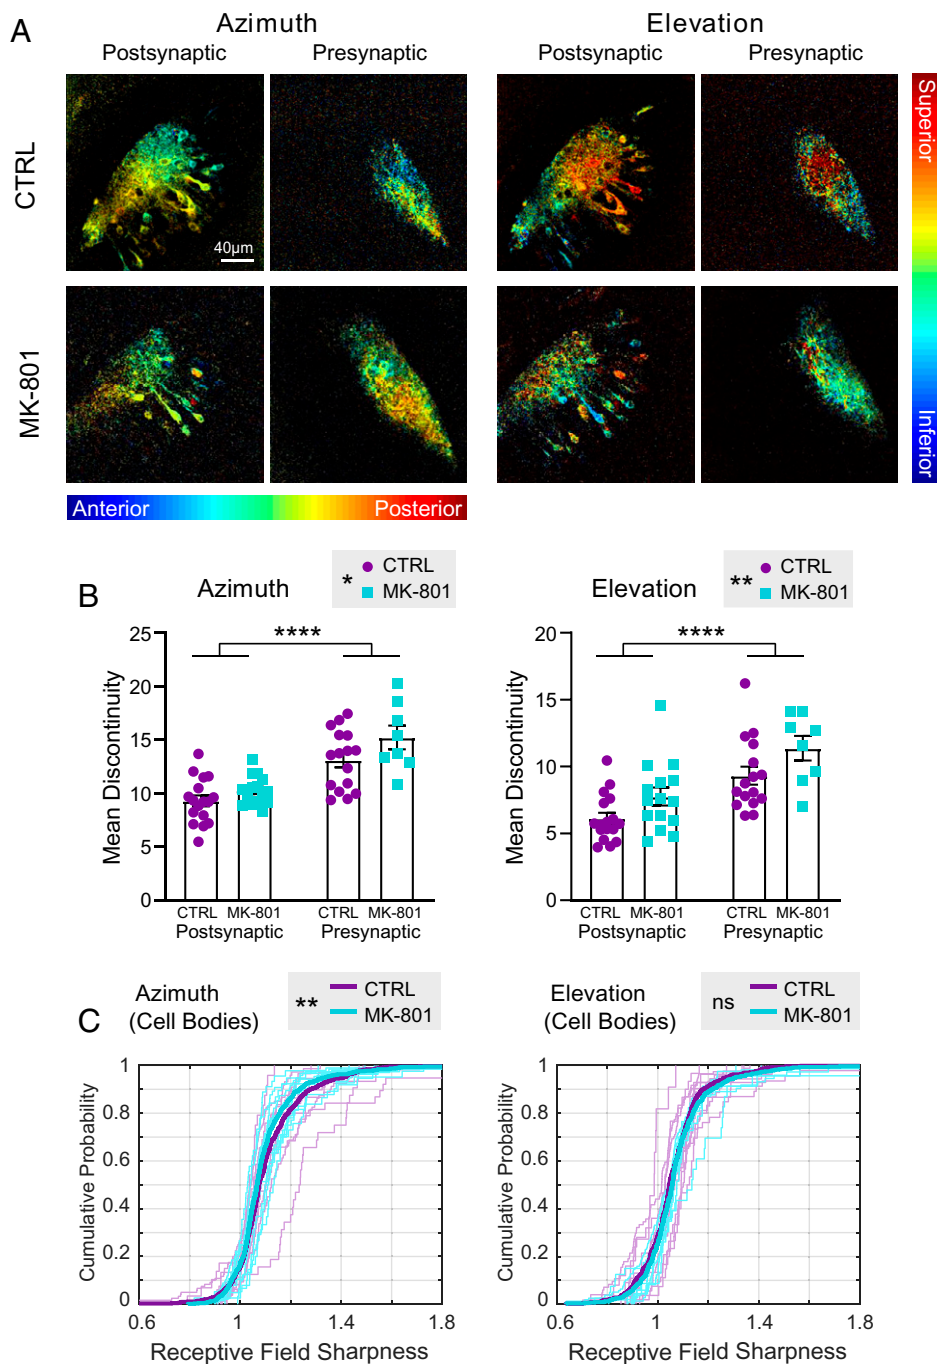 A
Azimuth
Elevation
Postsynaptic
Presynaptic
Postsynaptic
Presynaptic
CTRL
40µm
MK-801
Superior
Inferior
Anterior
Posterior
B
Azimuth
*
CTRL
MK-801
Elevation
**
CTRL
MK-801
Mean Discontinuity
25
20
15
10
5
0
****
CTRL
MK-801
CTRL
MK-801
Postsynaptic
Presynaptic
Mean Discontinuity
20
15
10
5
0
****
CTRL
MK-801
CTRL
MK-801
Postsynaptic
Presynaptic
C
Azimuth
(Cell Bodies)
**
CTRL
MK-801
Elevation
(Cell Bodies)
ns
CTRL
MK-801
Cumulative Probability
1
0.8
0.6
0.4
0.2
0
0.6
1
1.4
1.8
Receptive Field Sharpness
Cumulative Probability
1
0.8
0.6
0.4
0.2
0
0.6
1
1.4
1.8
Receptive Field Sharpness